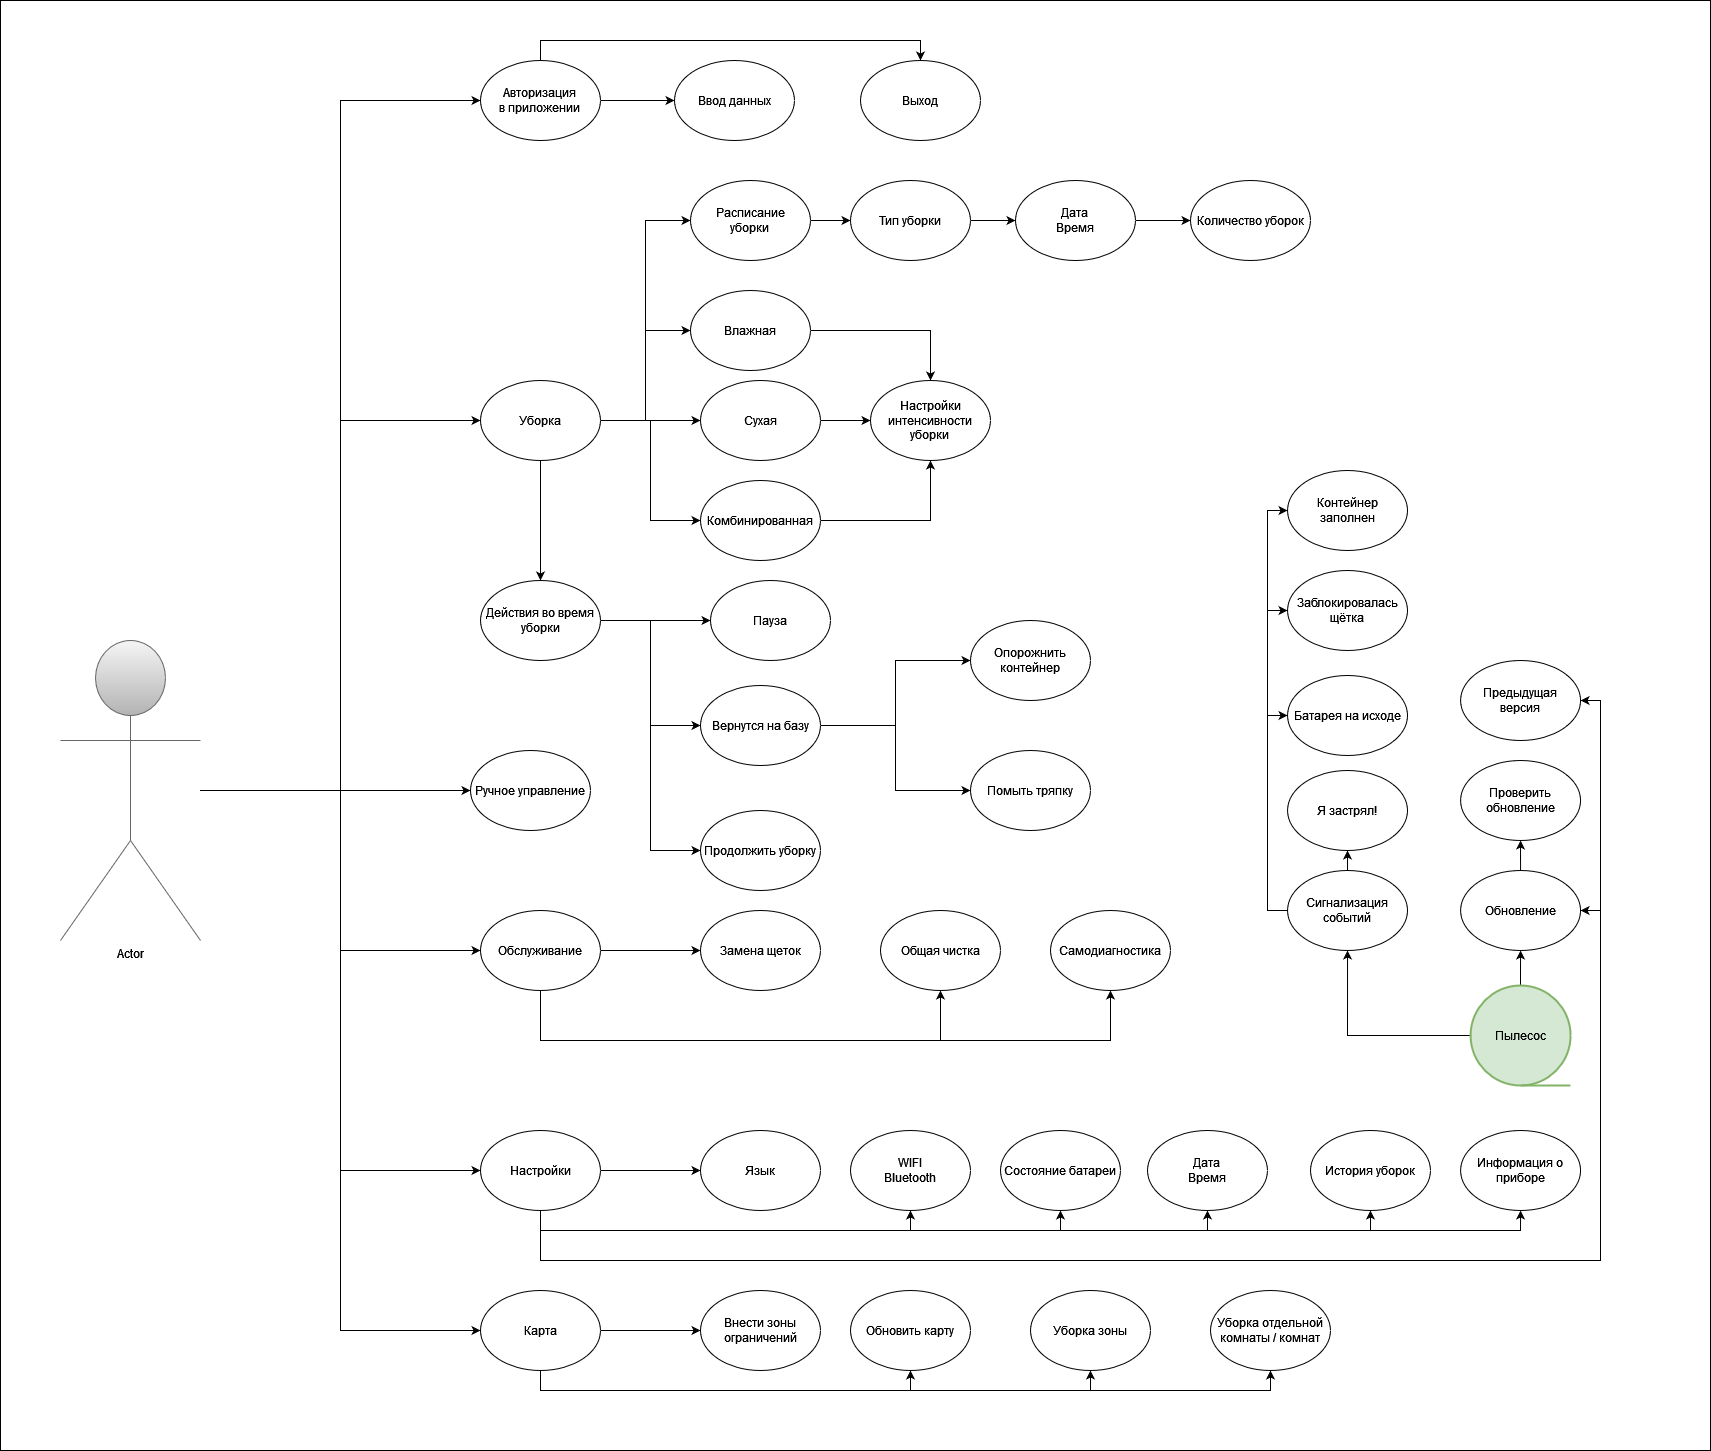 Авторизация
в приложении
Ввод данных
Выход
Расписание
уборки
Тип уборки
Дата
Время
Количество уборок
Влажная
Уборка
Сухая
Настройки
интенсивности
уборки
Комбинированная
Контейнер
заполнен
Действия во время
уборки
Пауза
Заблокировалась
щётка
Опорожнить
контейнер
Вернутся на базу
Батарея на исходе
Предыдущая
версия
Ручное управление
Помыть тряпку
Я застрял!
Проверить
обновление
Продолжить уборку
Сигнализация
событий
Обновление
Actor
Обслуживание
Замена щеток
Общая чистка
Самодиагностика
Пылесос
Настройки
Язык
WIFI
Bluetooth
Состояние батареи
Дата
Время
История уборок
Информация о
приборе
Карта
Внести зоны
ограничений
Обновить карту
Уборка зоны
Уборка отдельной
комнаты / комнат